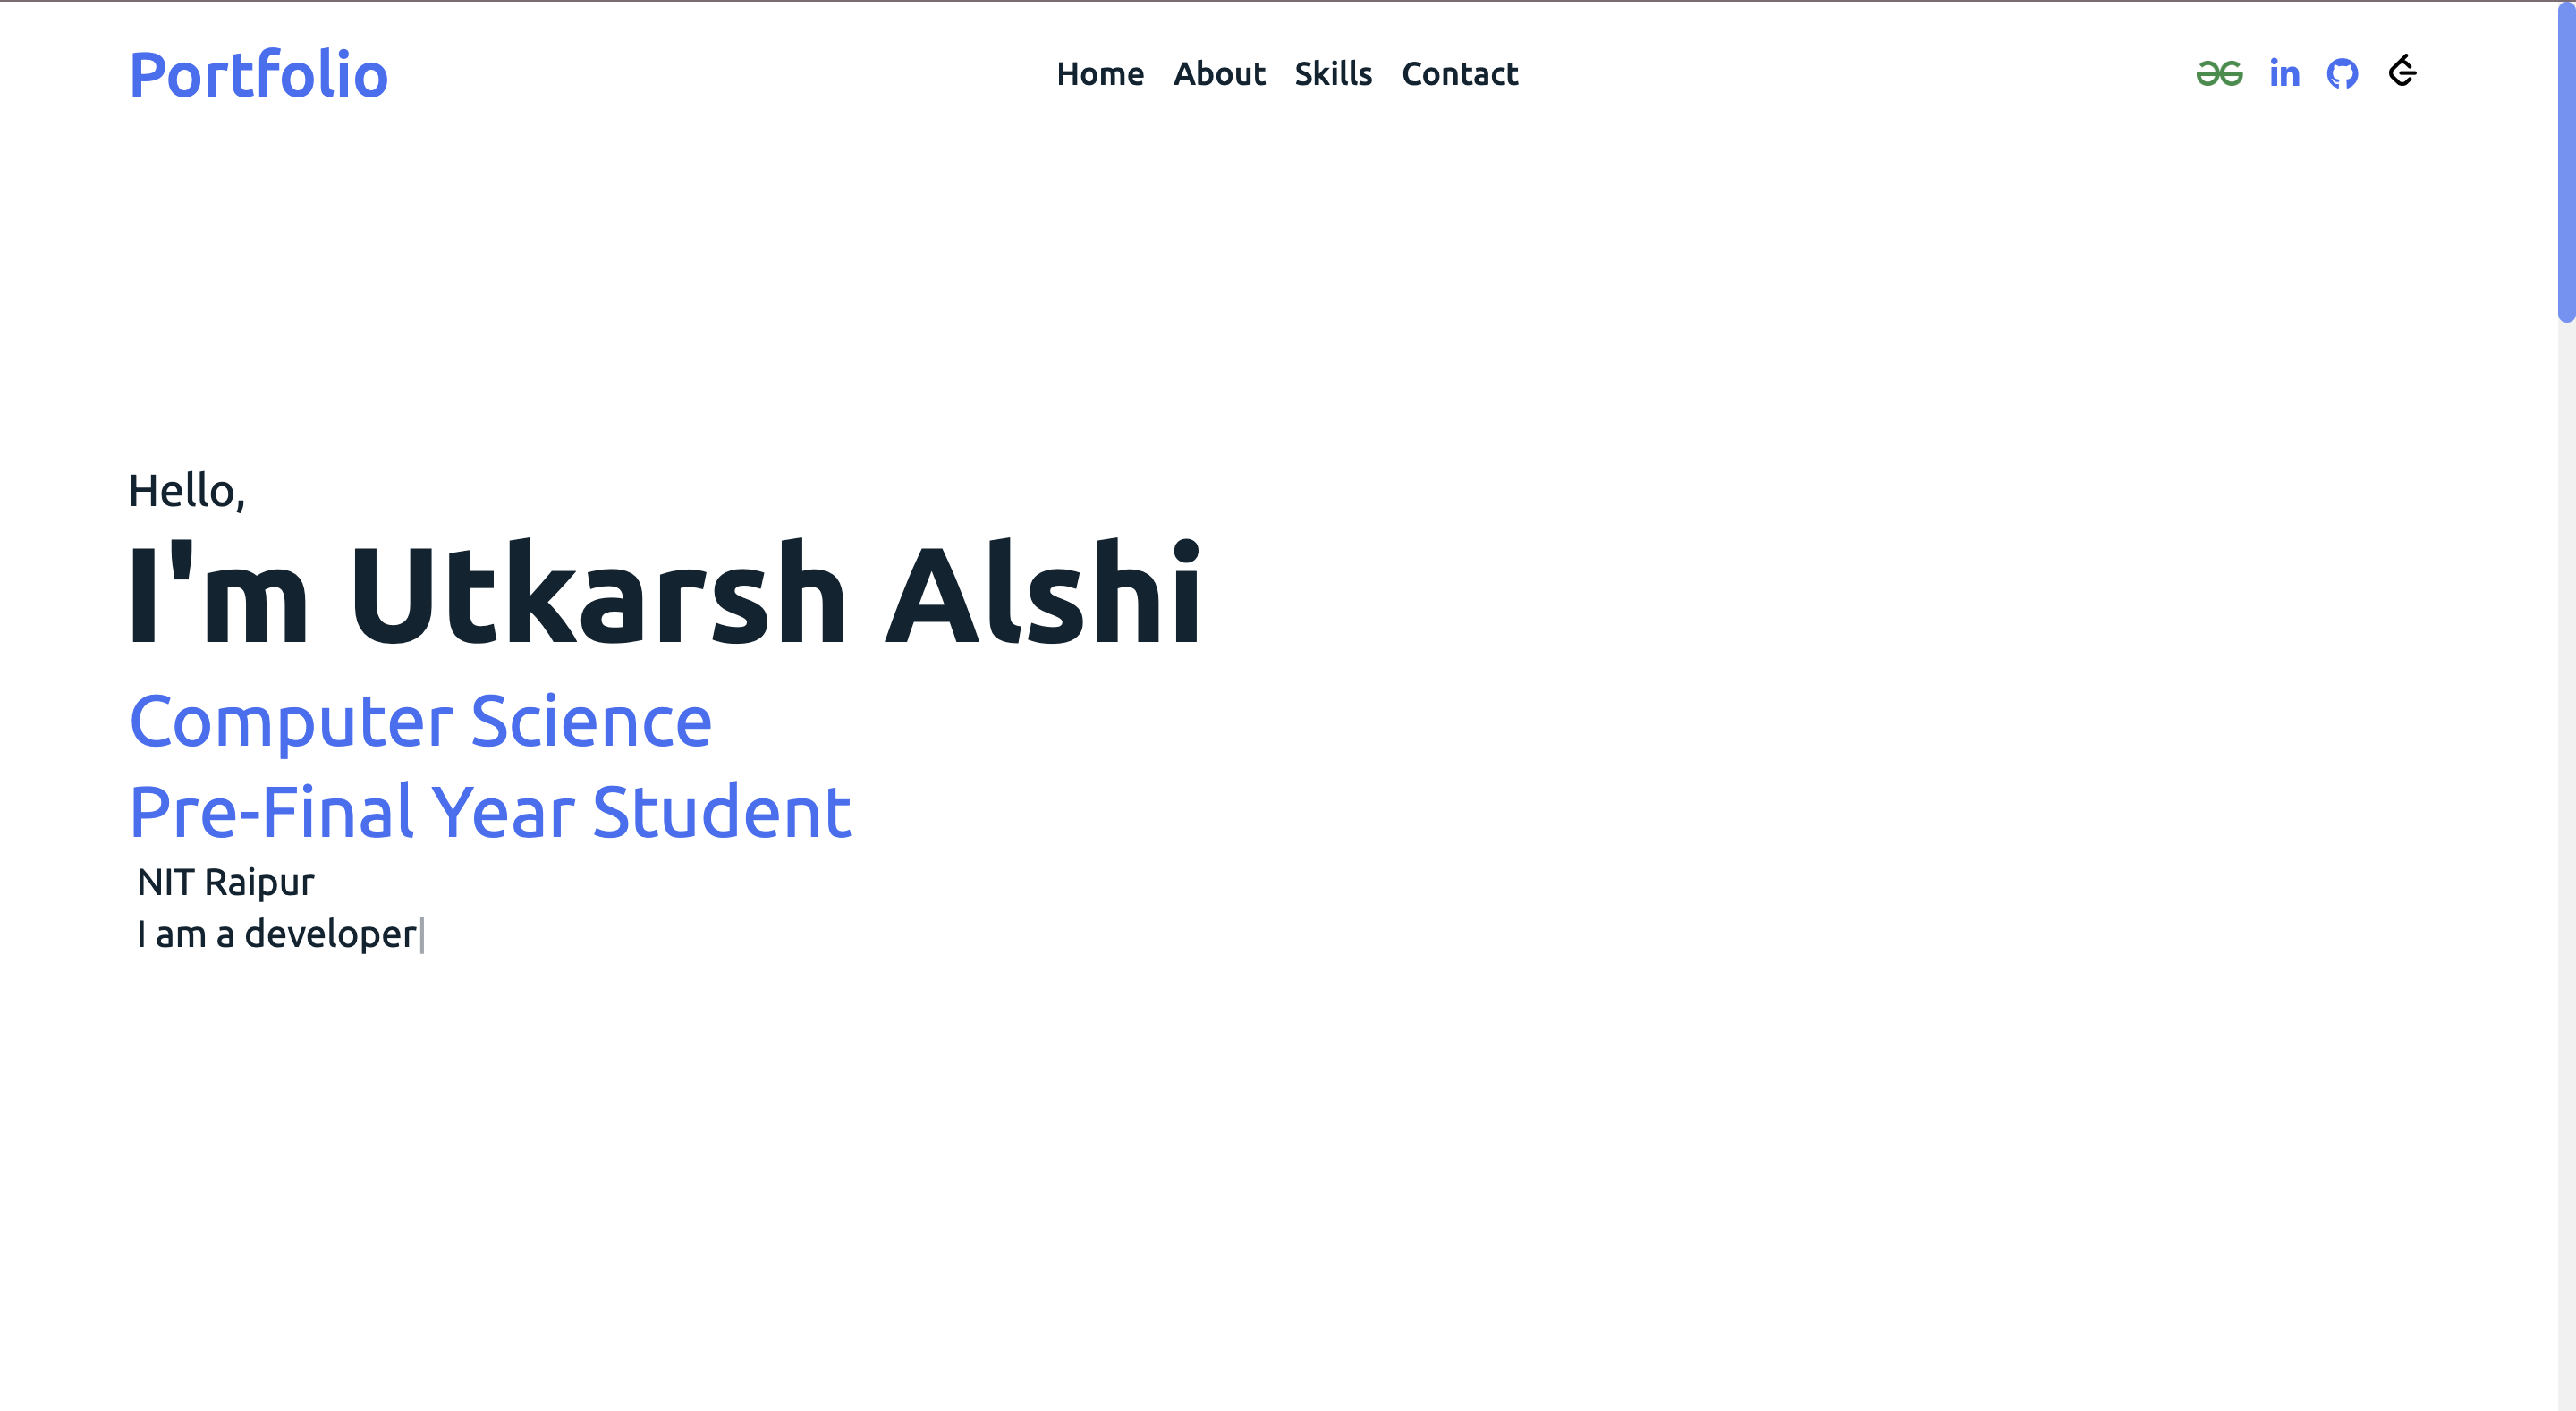 Portfolio
Home About Skills Contact
in
Hello,
I'm Utkarsh Alshi
Computer Science
Pre-Final Year Student
NIT Raipur
I am a developer